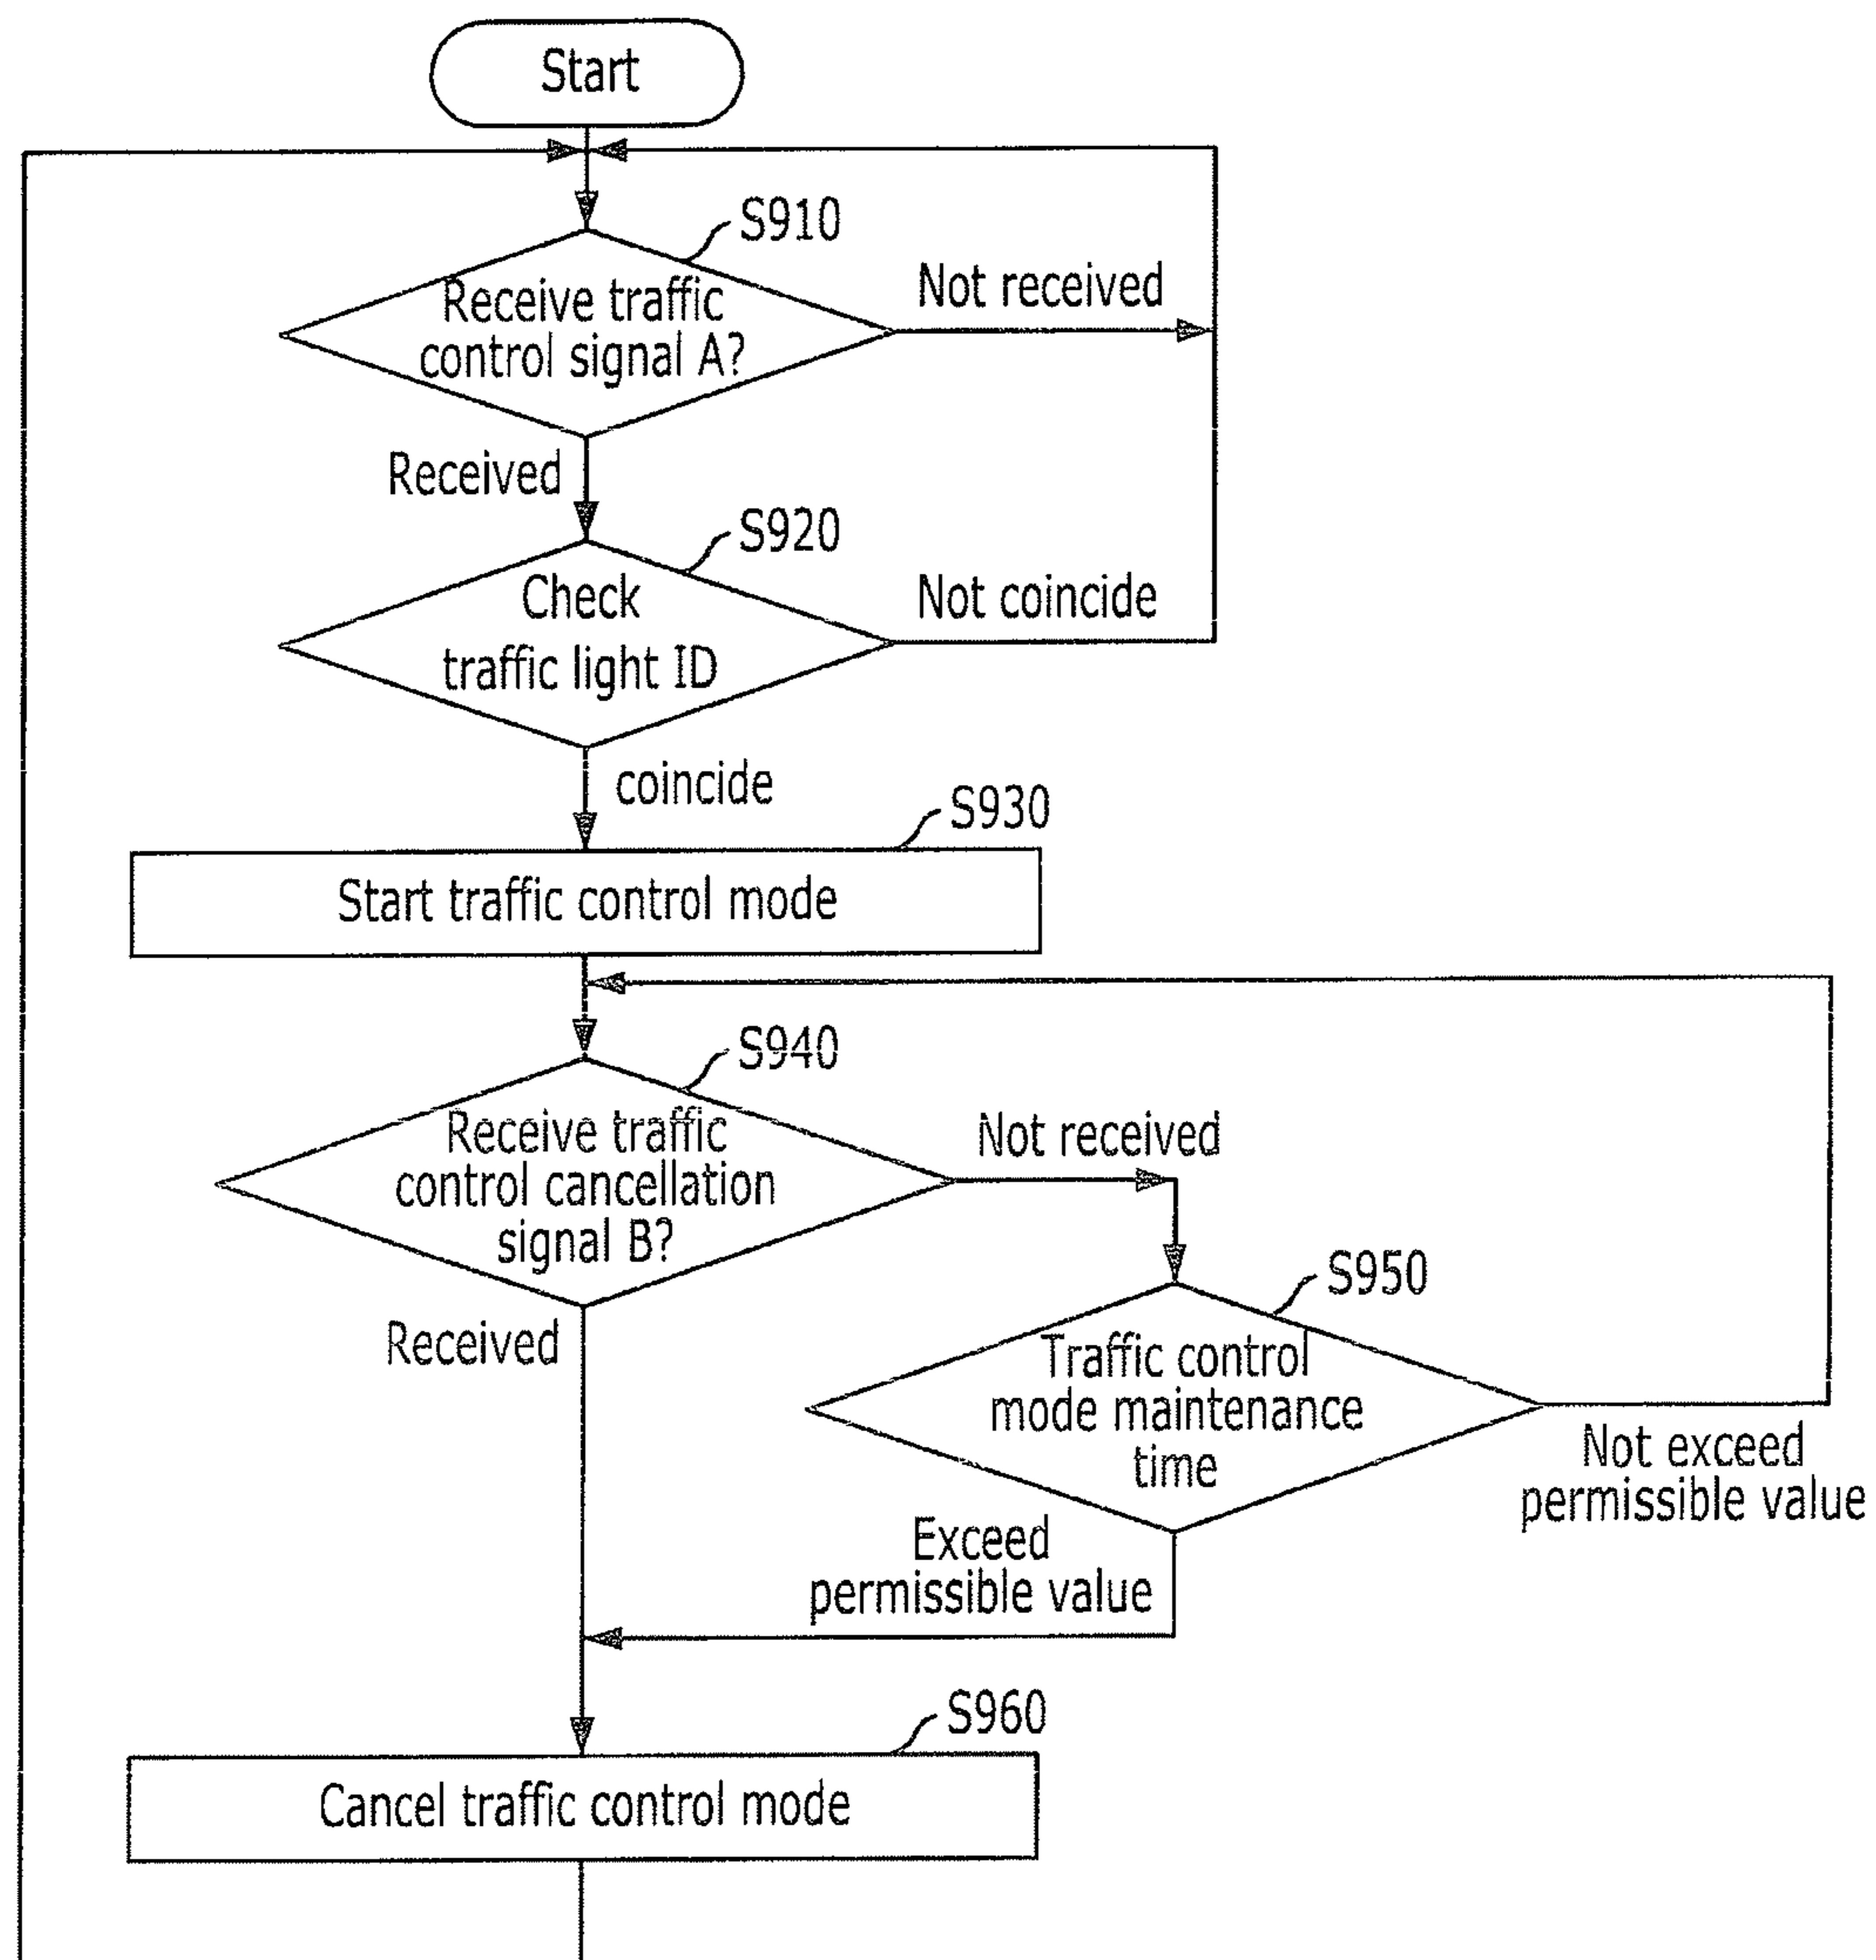 Start
S910
Receive traffic
control signal A?
Not received
Received
S920
Check
traffic light ID
Not coincide
coincide
S930
Start traffic control mode
S940
Receive traffic
control cancellation
signal B?
Not received
Received
S950
Traffic control
mode maintenance
time
Not exceed
permissible value
Exceed
permissible value
S960
Cancel traffic control mode